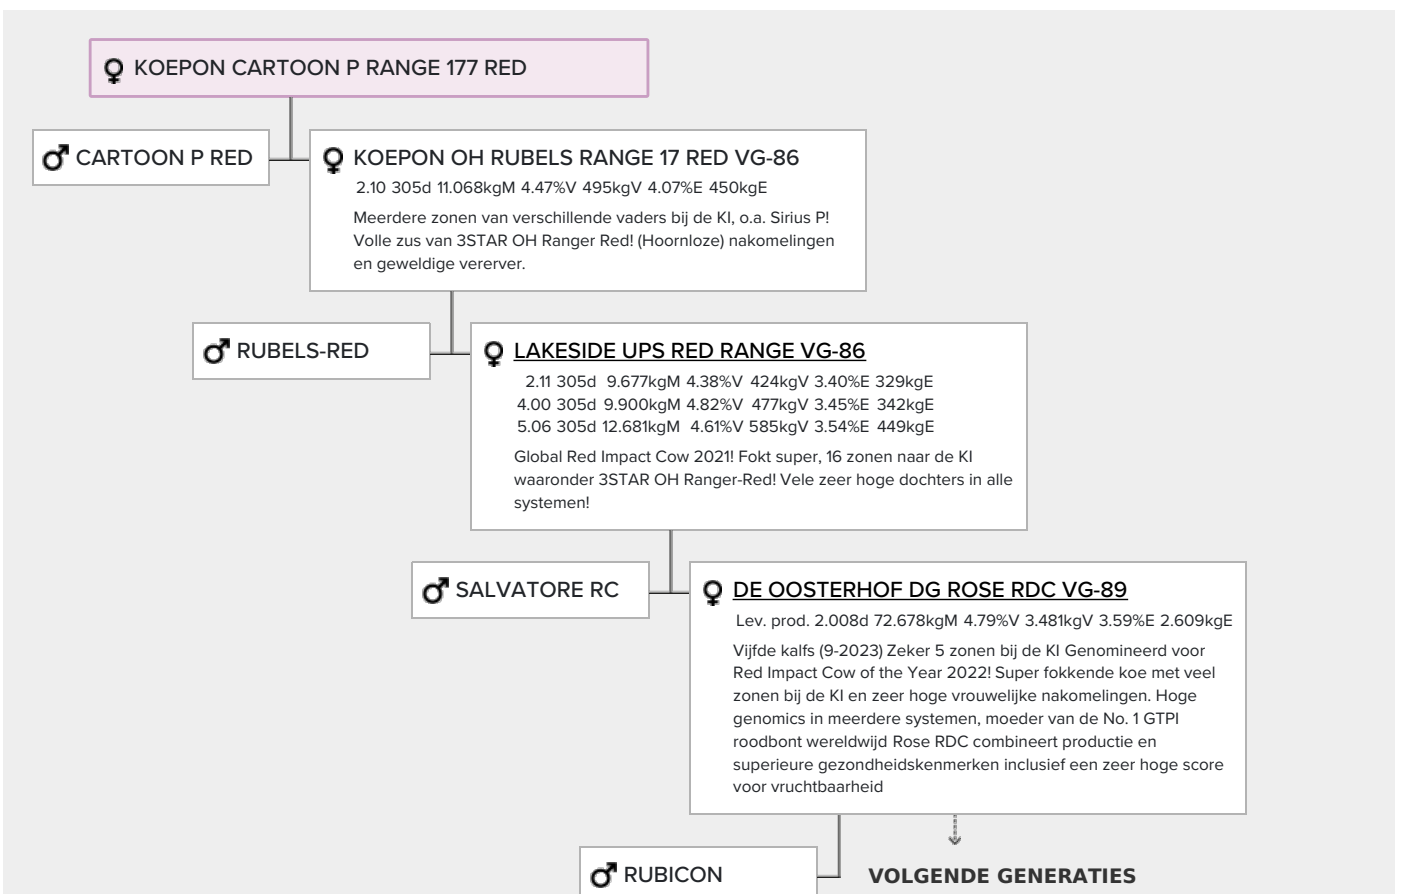 KOEPON CARTOON P RANGE 177 RED
CARTOON P RED
KOEPON OH RUBELS RANGE 17 RED VG-86
2.10 305d 11.068kgM 4.47%V 495kgV 4.07%E 450kgE
Meerdere zonen van verschillende vaders bij de KI, o.a. Sirius P!
Volle zus van 3STAR OH Ranger Red! (Hoornloze) nakomelingen
en geweldige vererver.
RUBELS-RED
LAKESIDE UPS RED RANGE VG-86
2.11 305d 9.677kgM 4.38%V 424kgV 3.40%E 329kgE
4.00 305d 9.900kgM 4.82%V 477kgV 3.45%E 342kgE
5.06 305d 12.681kgM 4.61%V 585kgV 3.54%E 449kgE
Global Red Impact Cow 2021! Fokt super, 16 zonen naar de KI
waaronder 3STAR OH Ranger-Red! Vele zeer hoge dochters in alle
systemen!
SALVATORE RC
DE OOSTERHOF DG ROSE RDC VG-89
Lev. prod. 2.008d 72.678kgM 4.79%V 3.481kgV 3.59%E 2.609kgE
Vijfde kalfs (9-2023) Zeker 5 zonen bij de KI Genomineerd voor
Red Impact Cow of the Year 2022! Super fokkende koe met veel
zonen bij de KI en zeer hoge vrouwelijke nakomelingen. Hoge
genomics in meerdere systemen, moeder van de No. 1 GTPI
roodbont wereldwijd Rose RDC combineert productie en
superieure gezondheidskenmerken inclusief een zeer hoge score
voor vruchtbaarheid
RUBICON
VOLGENDE GENERATIES